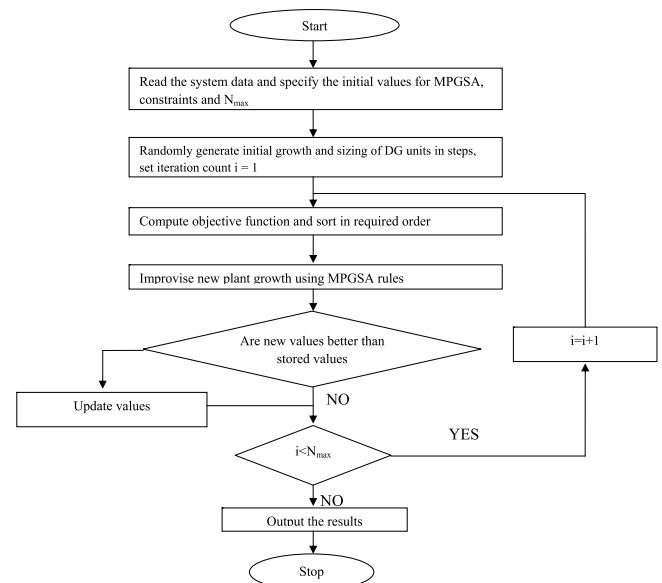 Start
Read the system data and specify the initial values for MPGSA,
constraints and Nmax
Randomly generate initial growth and sizing of DG units in steps,
set iteration count i = 1
Compute objective function and sort in required order
Improvise new plant growth using MPGSA rules
Are new values better than
stored values
i=i+1
Update values
NO
YES
i<Nmax
NO
Output the results
Stop